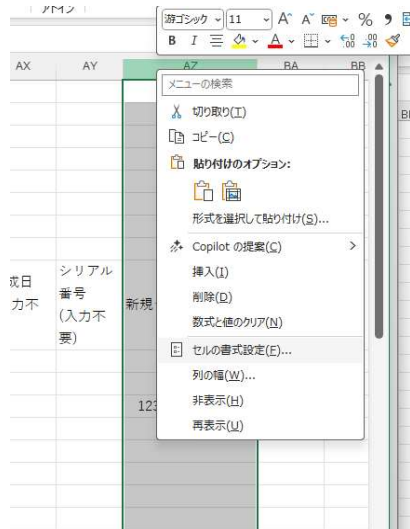 游ゴシック 11 A^ A˅ %
B I A
AX AY AZ BA BB
メニューの検索
切り取り(T)
コピー(C)
貼り付けのオプション:
形式を選択して貼り付け(S)...
Copilot の提案(C)
挿入(I)
削除(D)
数式と値のクリア(N)
セルの書式設定(F)...
列の幅(W)...
非表示(H)
再表示(U)
成日
力不
シリアル
番号
(入力不
要)
新規
123